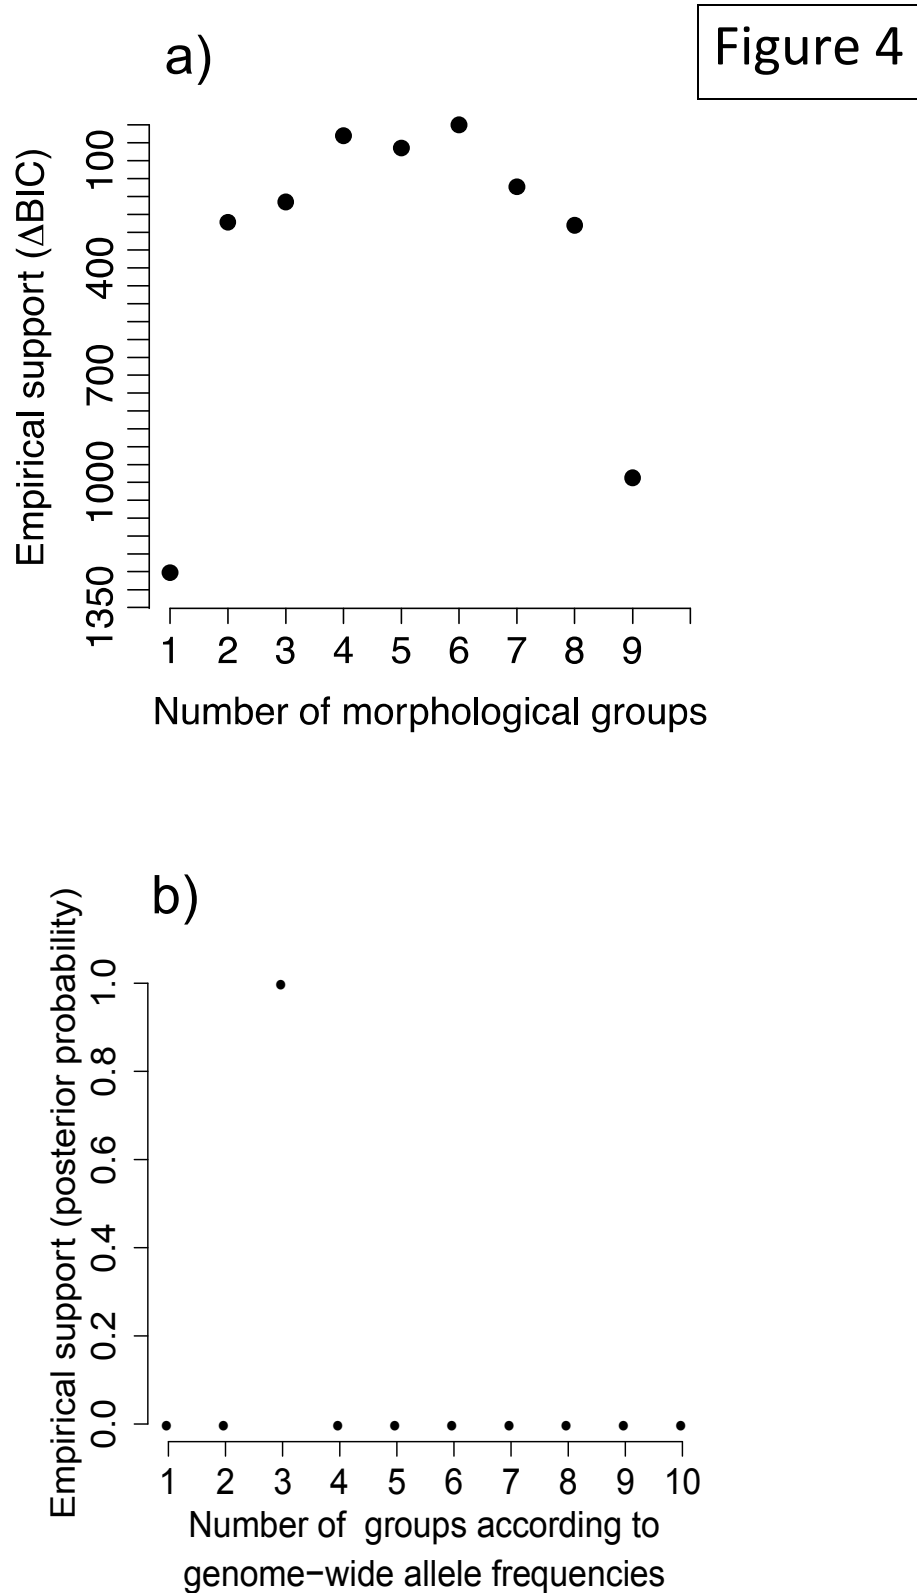 Figure 4
a)
Empirical support (ΔBIC)
100
400
700
1000
1350
1 2 3 4 5 6 7 8 9
Number of morphological groups
b)
Empirical support (posterior probability)
1.0
0.8
0.6
0.4
0.2
0.0
1 2 3 4 5 6 7 8 9 10
Number of groups according to
genome−wide allele frequencies